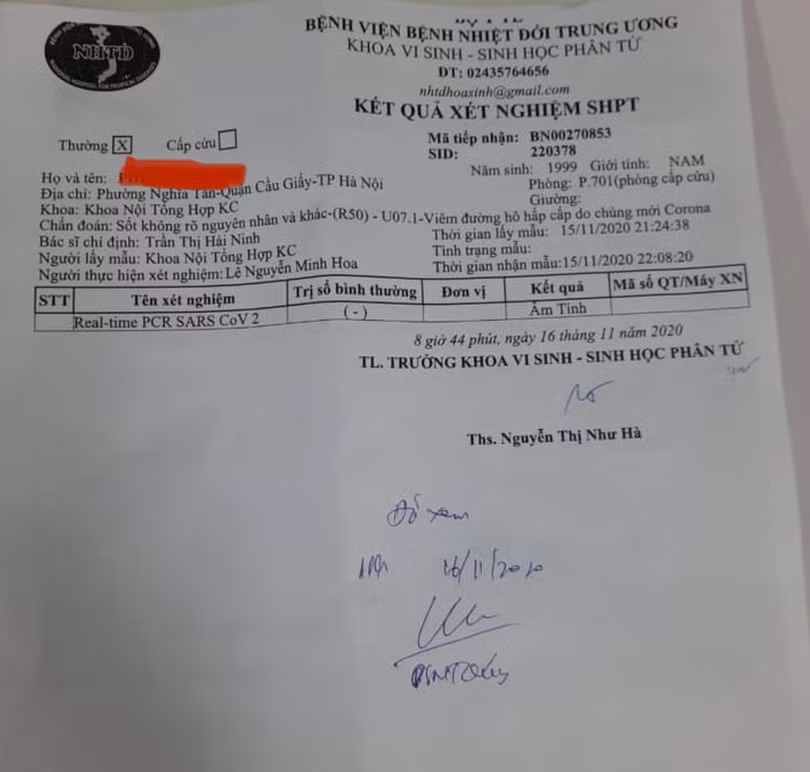 NHTD
BỆNH VIỆN BỆNH NHIỆT ĐỚI TRUNG ƯƠNG
KHOA VI SINH - SINH HỌC PHÂN TỬ
ĐT: 02435764656
nhtdhoasinh@gmail.com
KẾT QUẢ XÉT NGHIỆM SHPT
Thường X Cấp cứu
Mã tiếp nhận: BN00270853
SID: 220378
Họ và tên:
Năm sinh: 1999 Giới tính: NAM
Địa chỉ: Phường Nghĩa Tân-Quận Cầu Giấy-TP Hà Nội
Phòng: P.701(phòng cấp cứu)
Khoa: Khoa Nội Tổng Hợp KC
Giường:
Chẩn đoán: Sốt không rõ nguyên nhân và khác-(R50) - U07.1-Viêm đường hô hấp cấp do chủng mới Corona
Bác sĩ chỉ định: Trần Thị Hải Ninh
Thời gian lấy mẫu: 15/11/2020 21:24:38
Người lấy mẫu: Khoa Nội Tổng Hợp KC
Tình trạng mẫu:
Người thực hiện xét nghiệm: Lê Nguyễn Minh Hoa
Thời gian nhận mẫu:15/11/2020 22:08:20
STT Tên xét nghiệm Trị số bình thường Đơn vị Kết quả Mã số QT/Máy XN
Real-time PCR SARS CoV 2 (-) Âm Tính
8 giờ 44 phút, ngày 16 tháng 11 năm 2020
TL. TRƯỞNG KHOA VI SINH - SINH HỌC PHÂN TỬ
Ths. Nguyễn Thị Như Hà
Đã xem
16/11/2020